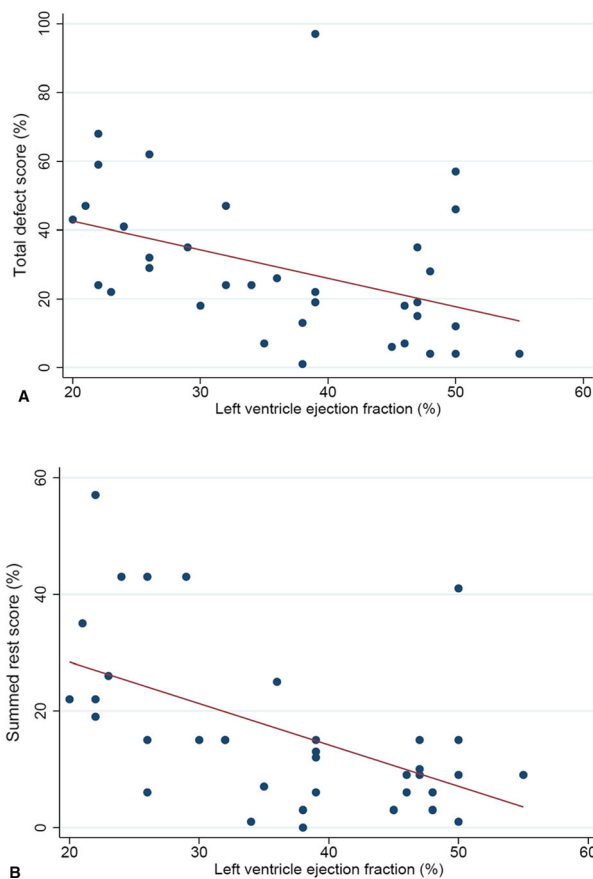 100
80
60
40
20
0
Total defect score (%)
20 30 40 50 60
Left ventricle ejection fraction (%)
A
60
40
20
0
Summed rest score (%)
20 30 40 50 60
Left ventricle ejection fraction (%)
B